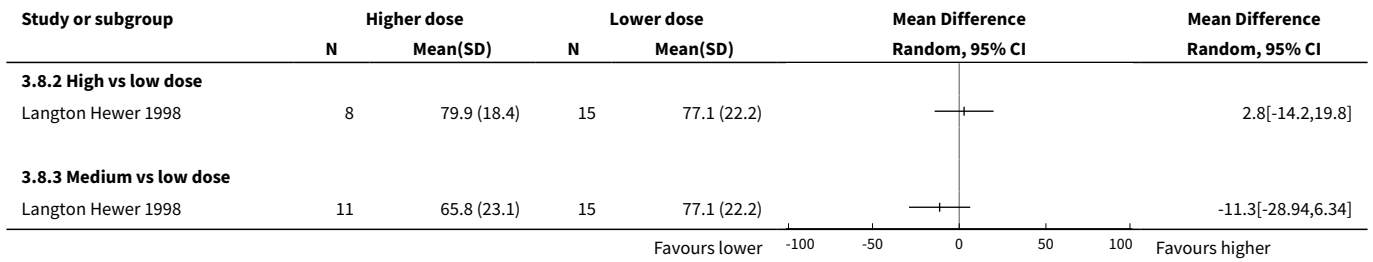 Study or subgroup Higher dose Lower dose Mean Difference Mean Difference
N Mean(SD) N Mean(SD) Random, 95% CI Random, 95% CI
3.8.2 High vs low dose
Langton Hewer 1998 8 79.9 (18.4) 15 77.1 (22.2) 2.8[-14.2,19.8]
3.8.3 Medium vs low dose
Langton Hewer 1998 11 65.8 (23.1) 15 77.1 (22.2) -11.3[-28.94,6.34]
Favours lower -100 -50 0 50 100 Favours higher